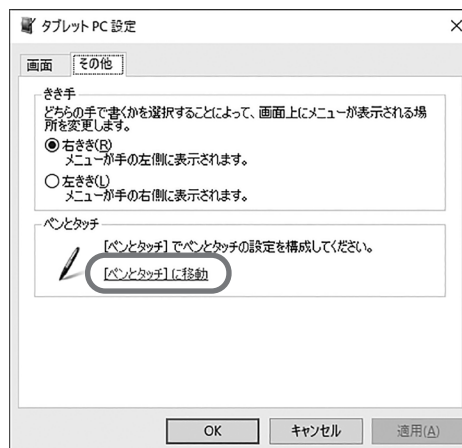 タブレット PC 設定
画面
その他
きき手
どちらの手で書くかを選択することによって、画面上にメニューが表示される場
所を変更します。
右きき(R)
メニューが手の左側に表示されます。
左きき(L)
メニューが手の右側に表示されます。
ペンとタッチ
[ペンとタッチ] でペンとタッチの設定を構成してください。
[ペンとタッチ] に移動
OK
キャンセル
適用(A)